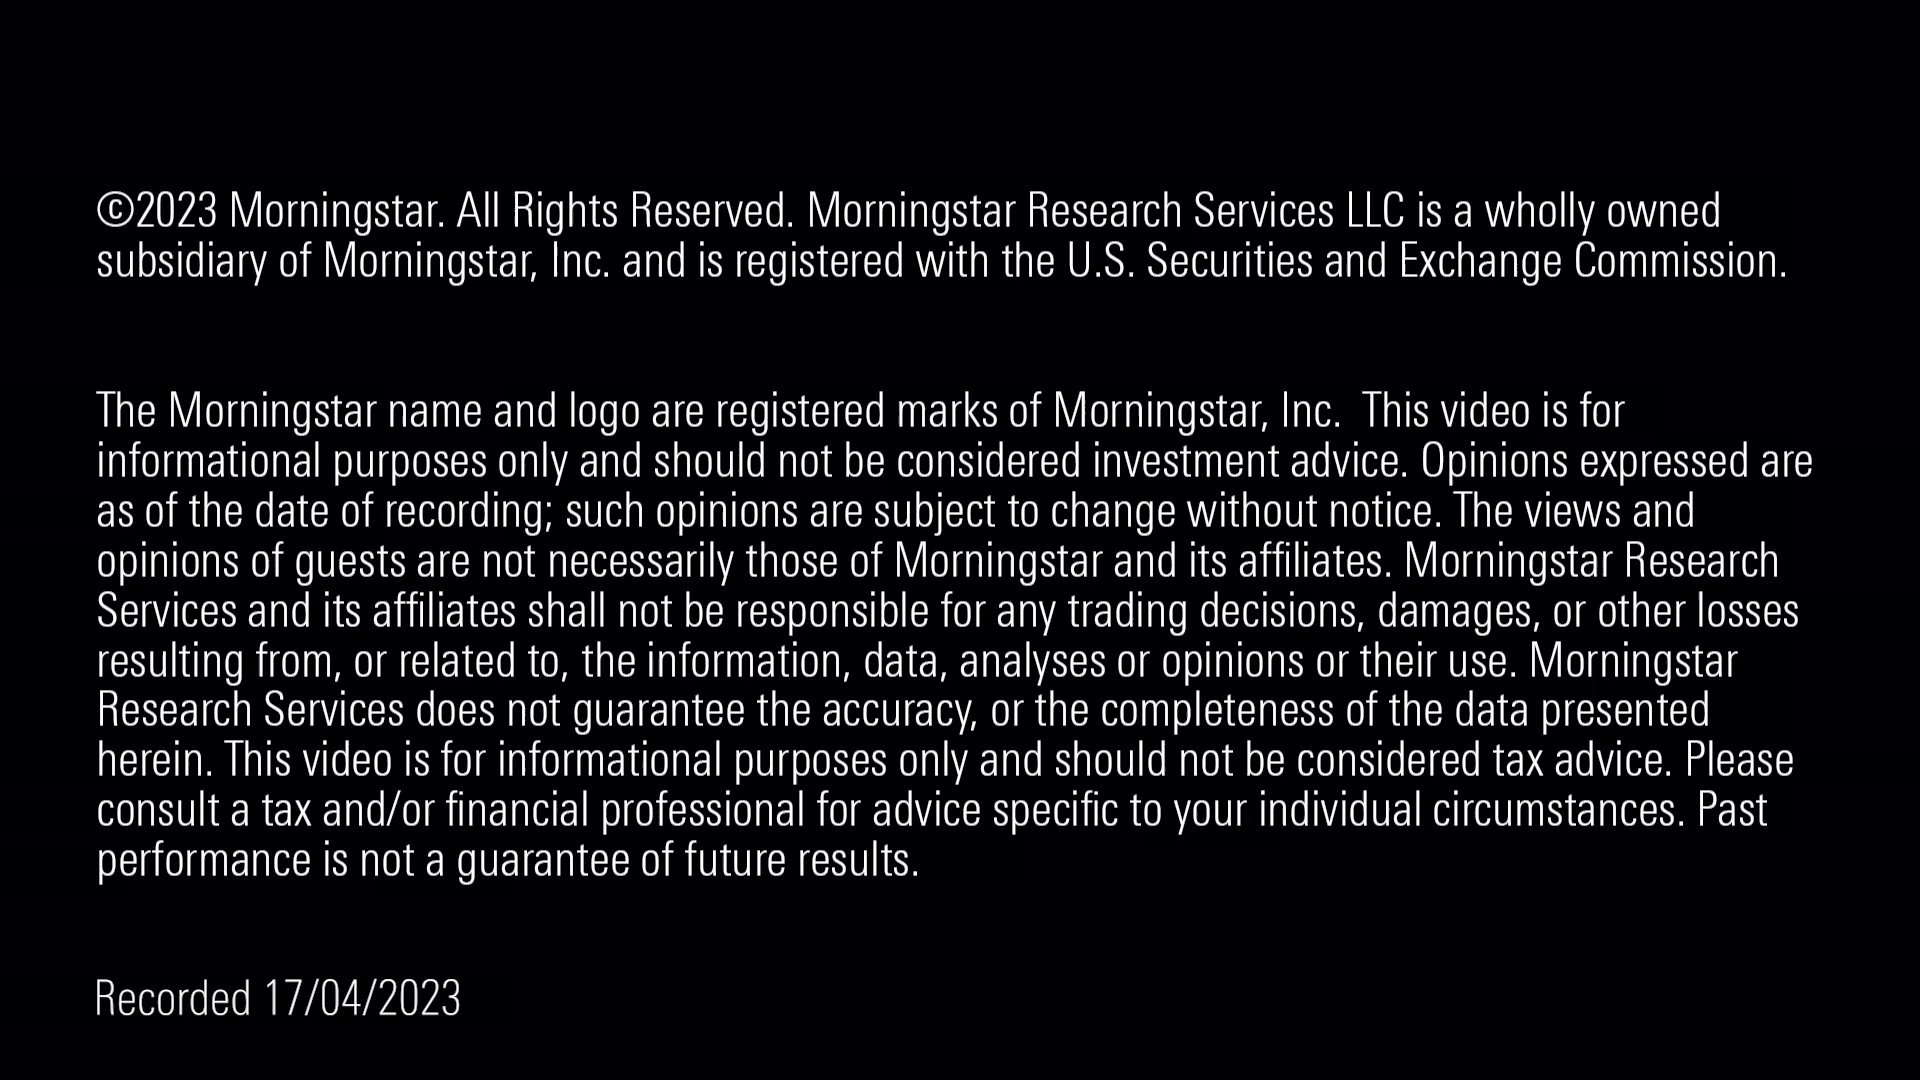 ©2023 Morningstar. All Rights Reserved. Morningstar Research Services LLC is a wholly owned
subsidiary of Morningstar, Inc. and is registered with the U.S. Securities and Exchange Commission.
The Morningstar name and logo are registered marks of Morningstar, Inc.  This video is for
informational purposes only and should not be considered investment advice. Opinions expressed are
as of the date of recording; such opinions are subject to change without notice. The views and
opinions of guests are not necessarily those of Morningstar and its affiliates. Morningstar Research
Services and its affiliates shall not be responsible for any trading decisions, damages, or other losses
resulting from, or related to, the information, data, analyses or opinions or their use. Morningstar
Research Services does not guarantee the accuracy, or the completeness of the data presented
herein. This video is for informational purposes only and should not be considered tax advice. Please
consult a tax and/or financial professional for advice specific to your individual circumstances. Past
performance is not a guarantee of future results.
Recorded 17/04/2023